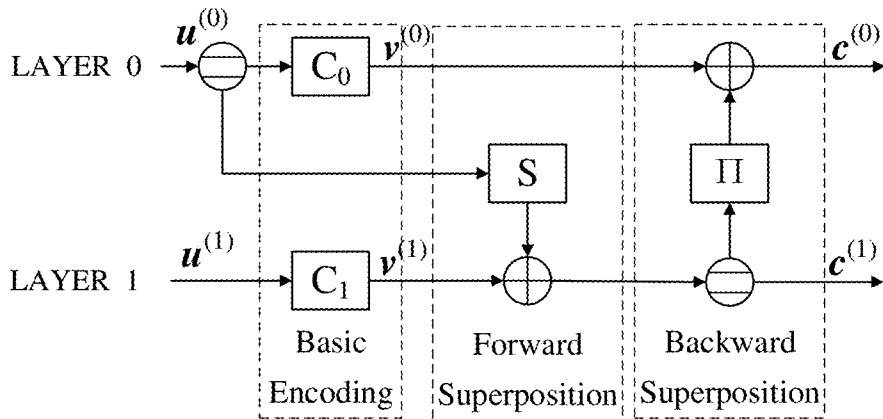 u^(0) v^(0) c^(0)
LAYER 0 C₀
S Π
u^(1) v^(1) c^(1)
LAYER 1 C₁
Basic Forward Backward
Encoding Superposition Superposition